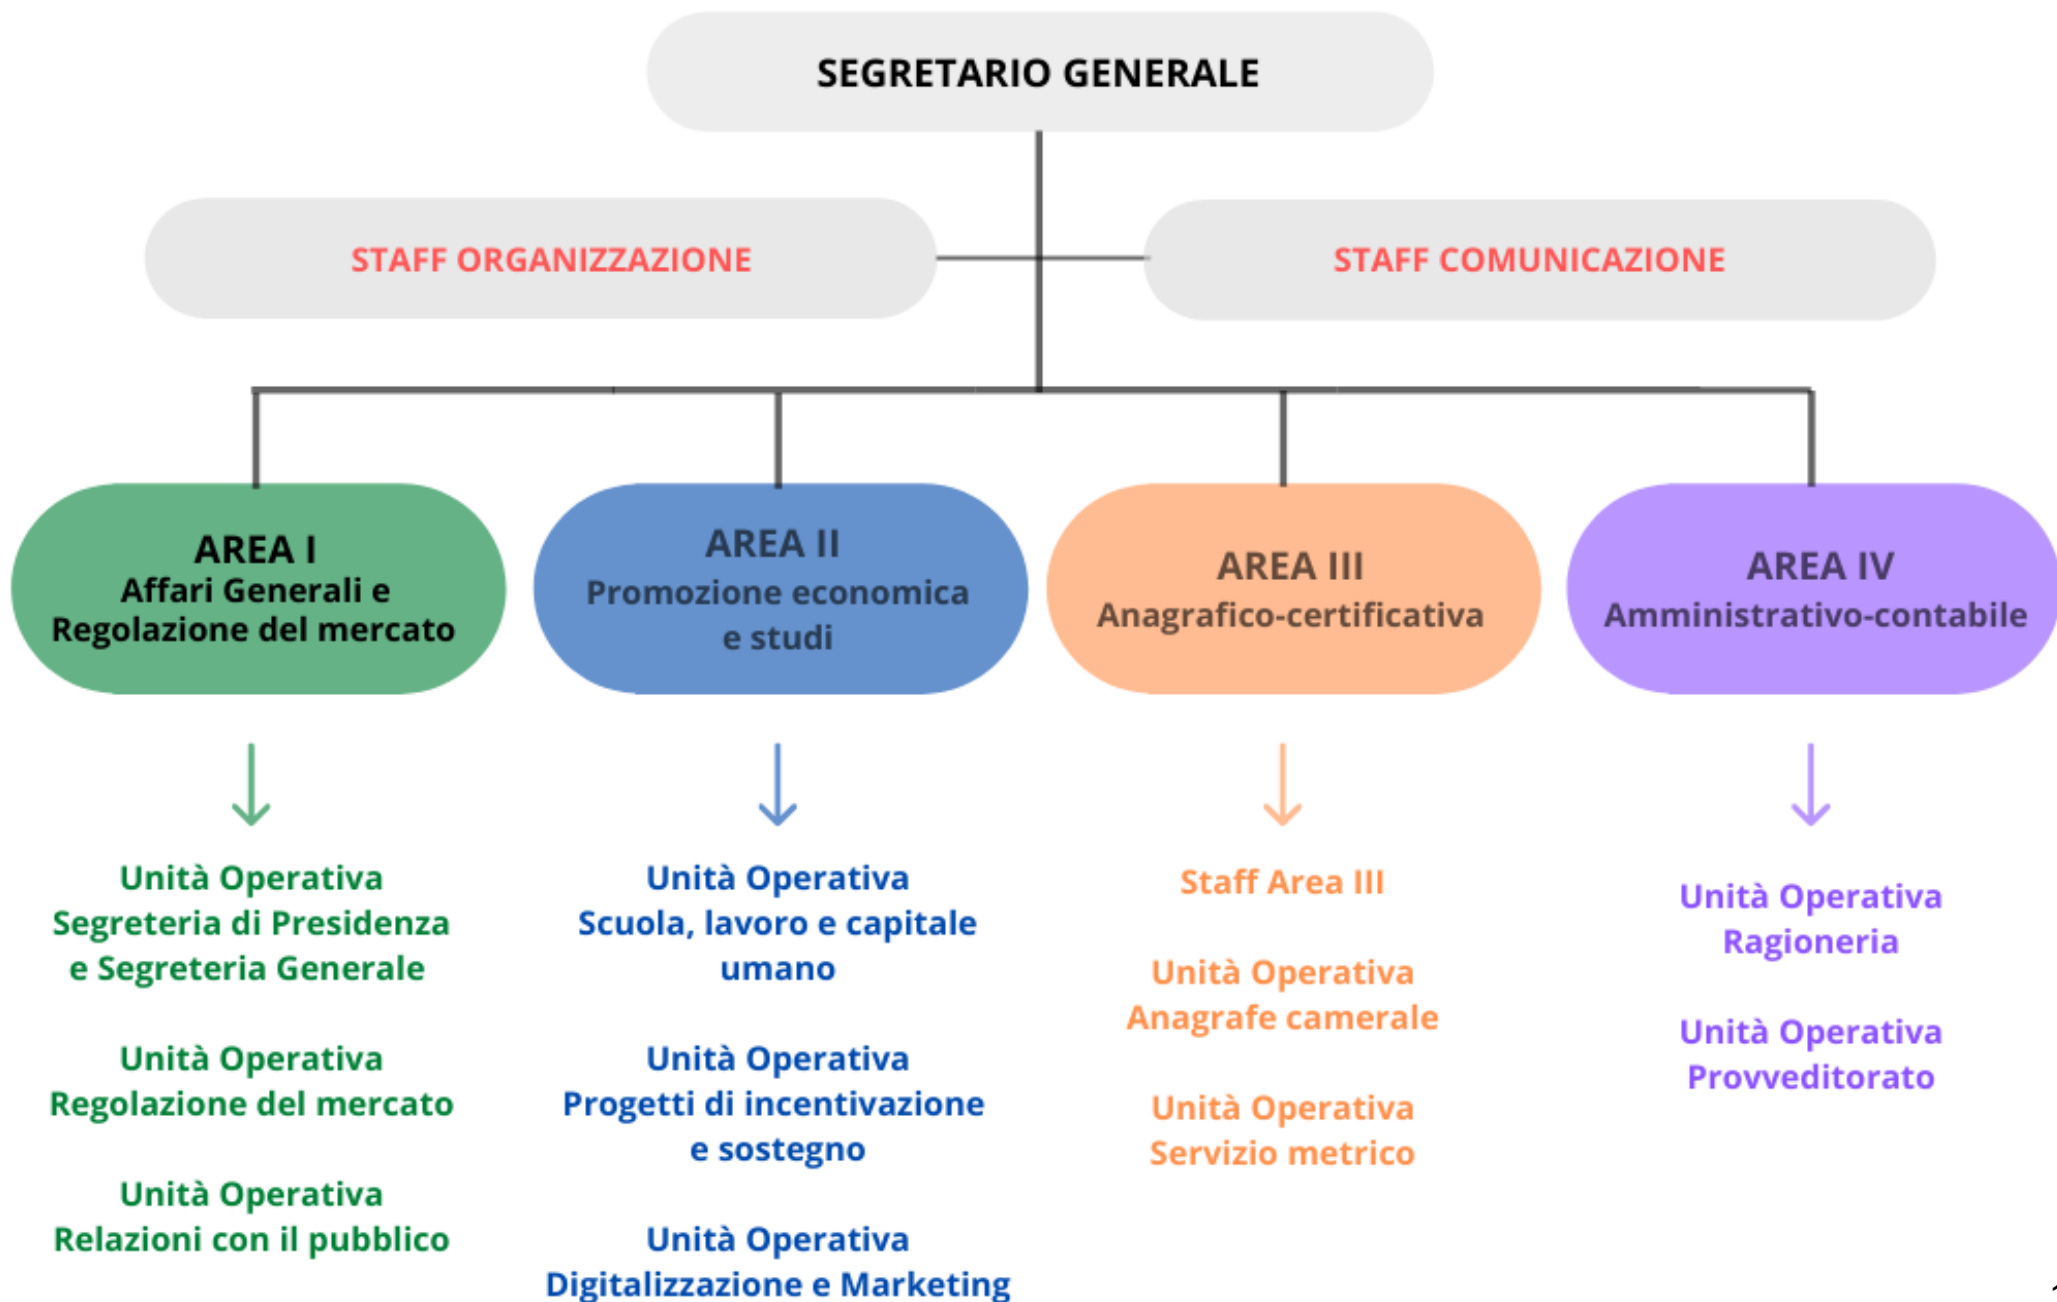 SEGRETARIO GENERALE
STAFF ORGANIZZAZIONE
STAFF COMUNICAZIONE
AREA I
Affari Generali e
Regolazione del mercato
AREA II
Promozione economica
e studi
AREA III
Anagrafico-certificativa
AREA IV
Amministrativo-contabile
Unità Operativa
Segreteria di Presidenza
e Segreteria Generale
Unità Operativa
Regolazione del mercato
Unità Operativa
Relazioni con il pubblico
Unità Operativa
Scuola, lavoro e capitale
umano
Unità Operativa
Progetti di incentivazione
e sostegno
Unità Operativa
Digitalizzazione e Marketing
Staff Area III
Unità Operativa
Anagrafe camerale
Unità Operativa
Servizio metrico
Unità Operativa
Ragioneria
Unità Operativa
Provveditorato